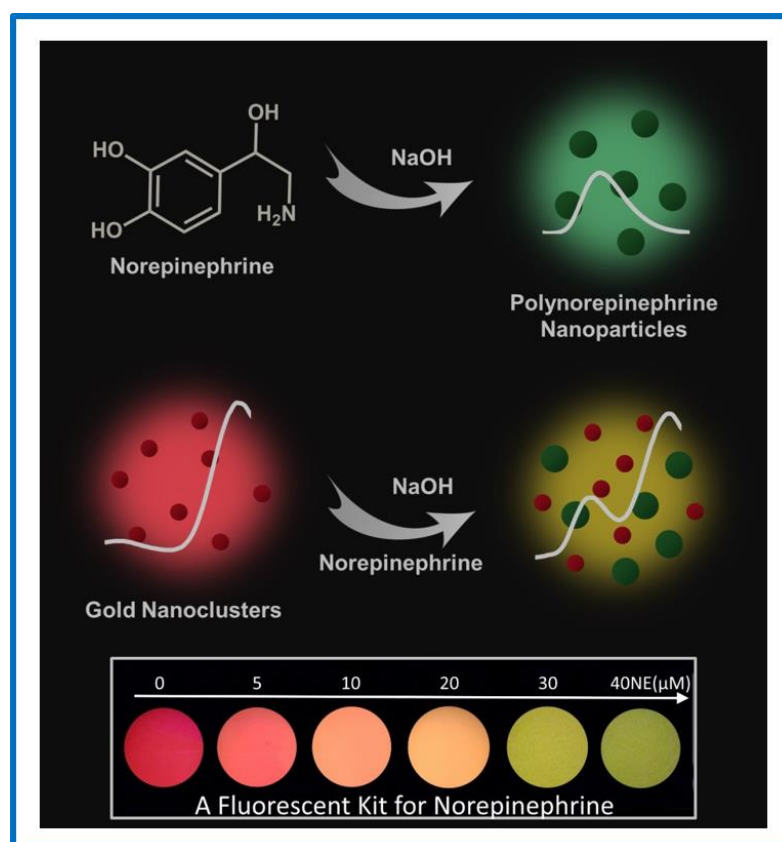 OH
HO
NaOH
HO
H₂N
Norepinephrine
Polynorepinephrine
Nanoparticles
NaOH
Norepinephrine
Gold Nanoclusters
0 5 10 20 30 40NE(μM)
A Fluorescent Kit for Norepinephrine